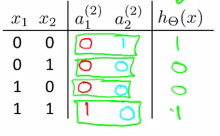 x₁ x₂ a₁⁽²⁾ a₂⁽²⁾ h_Θ(x)
0 0 0 1 1
0 1 0 0 0
1 0 0 0 0
1 1 1 0 1